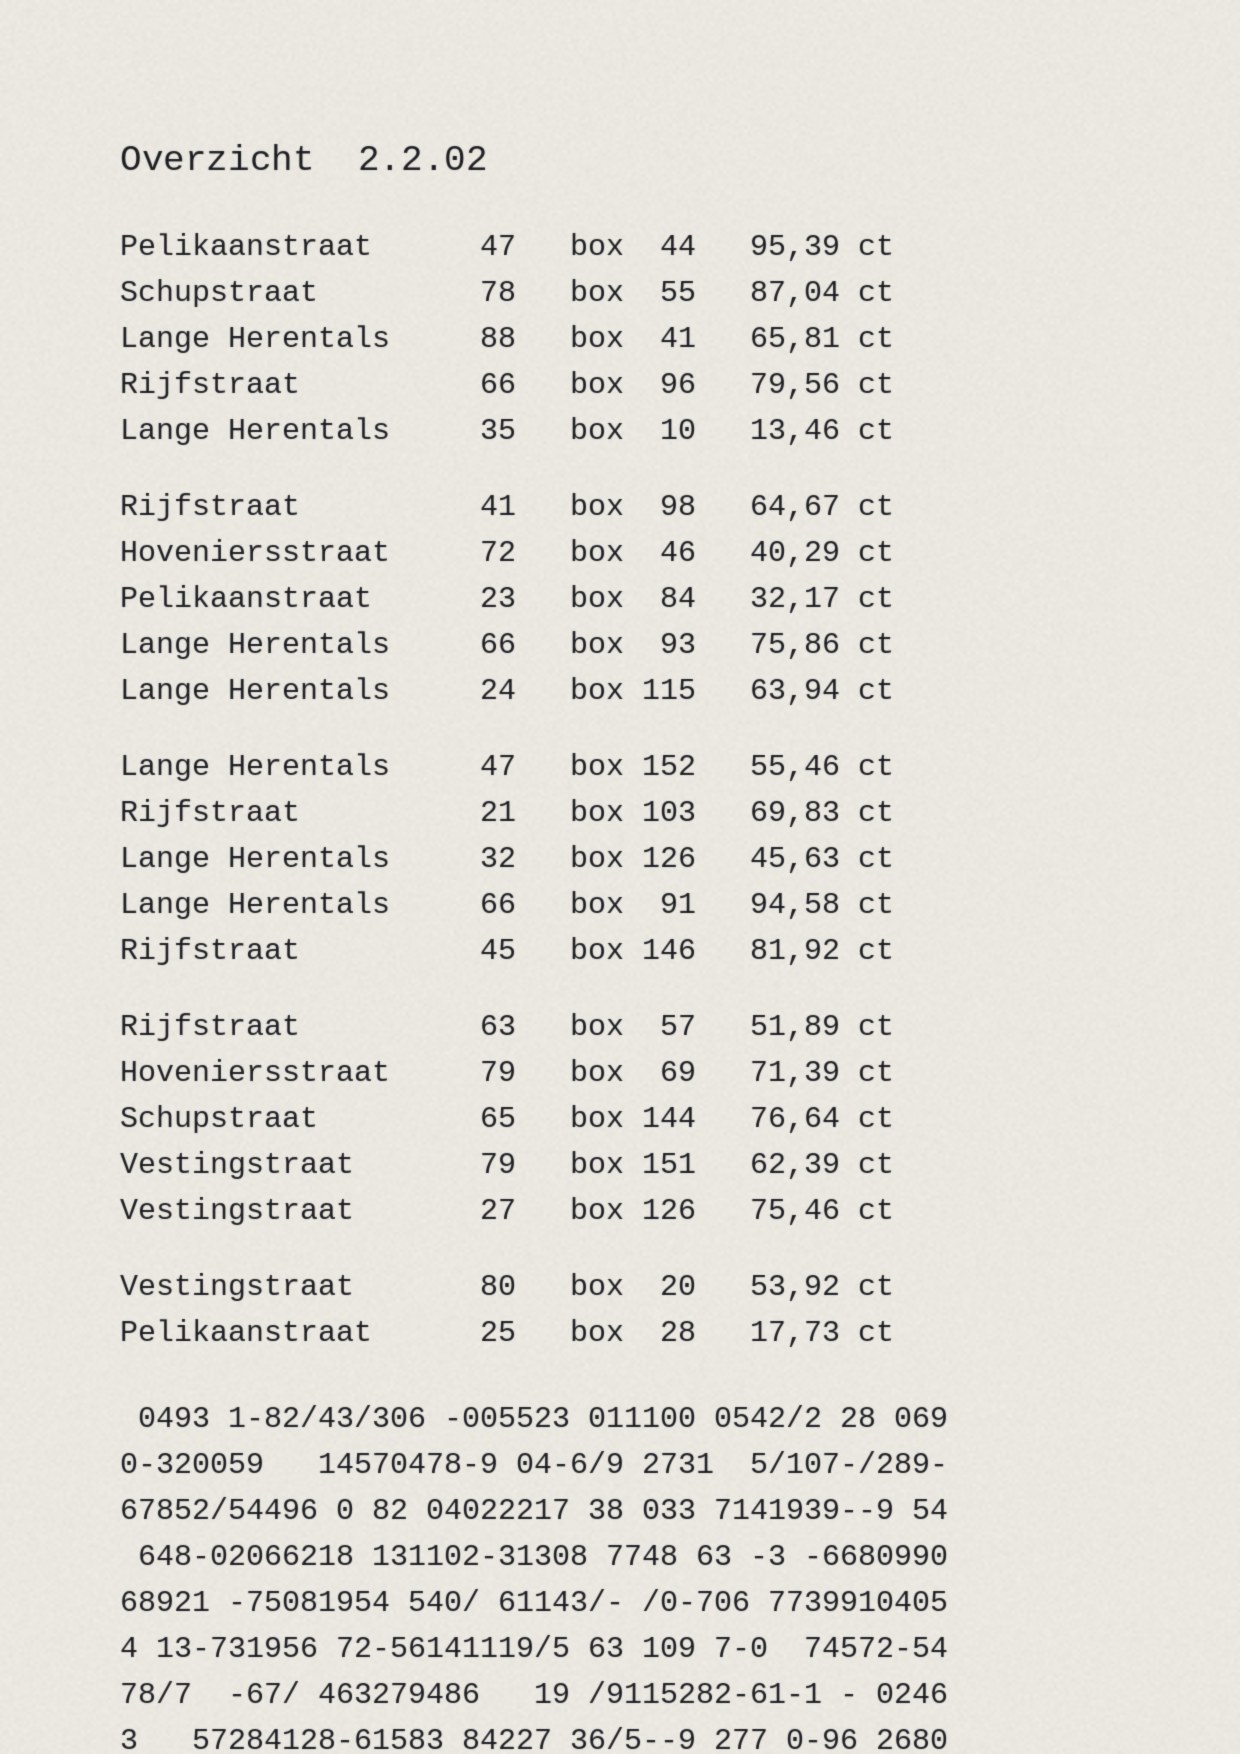 Overzicht  2.2.02
Pelikaanstraat      47   box  44   95,39 ct
Schupstraat         78   box  55   87,04 ct
Lange Herentals     88   box  41   65,81 ct
Rijfstraat          66   box  96   79,56 ct
Lange Herentals     35   box  10   13,46 ct
Rijfstraat          41   box  98   64,67 ct
Hoveniersstraat     72   box  46   40,29 ct
Pelikaanstraat      23   box  84   32,17 ct
Lange Herentals     66   box  93   75,86 ct
Lange Herentals     24   box 115   63,94 ct
Lange Herentals     47   box 152   55,46 ct
Rijfstraat          21   box 103   69,83 ct
Lange Herentals     32   box 126   45,63 ct
Lange Herentals     66   box  91   94,58 ct
Rijfstraat          45   box 146   81,92 ct
Rijfstraat          63   box  57   51,89 ct
Hoveniersstraat     79   box  69   71,39 ct
Schupstraat         65   box 144   76,64 ct
Vestingstraat       79   box 151   62,39 ct
Vestingstraat       27   box 126   75,46 ct
Vestingstraat       80   box  20   53,92 ct
Pelikaanstraat      25   box  28   17,73 ct
 0493 1-82/43/306 -005523 011100 0542/2 28 069
0-320059   14570478-9 04-6/9 2731  5/107-/289-
67852/54496 0 82 04022217 38 033 7141939--9 54
 648-02066218 131102-31308 7748 63 -3 -6680990
68921 -75081954 540/ 61143/- /0-706 7739910405
4 13-731956 72-56141119/5 63 109 7-0  74572-54
78/7  -67/ 463279486   19 /9115282-61-1 - 0246
3   57284128-61583 84227 36/5--9 277 0-96 2680